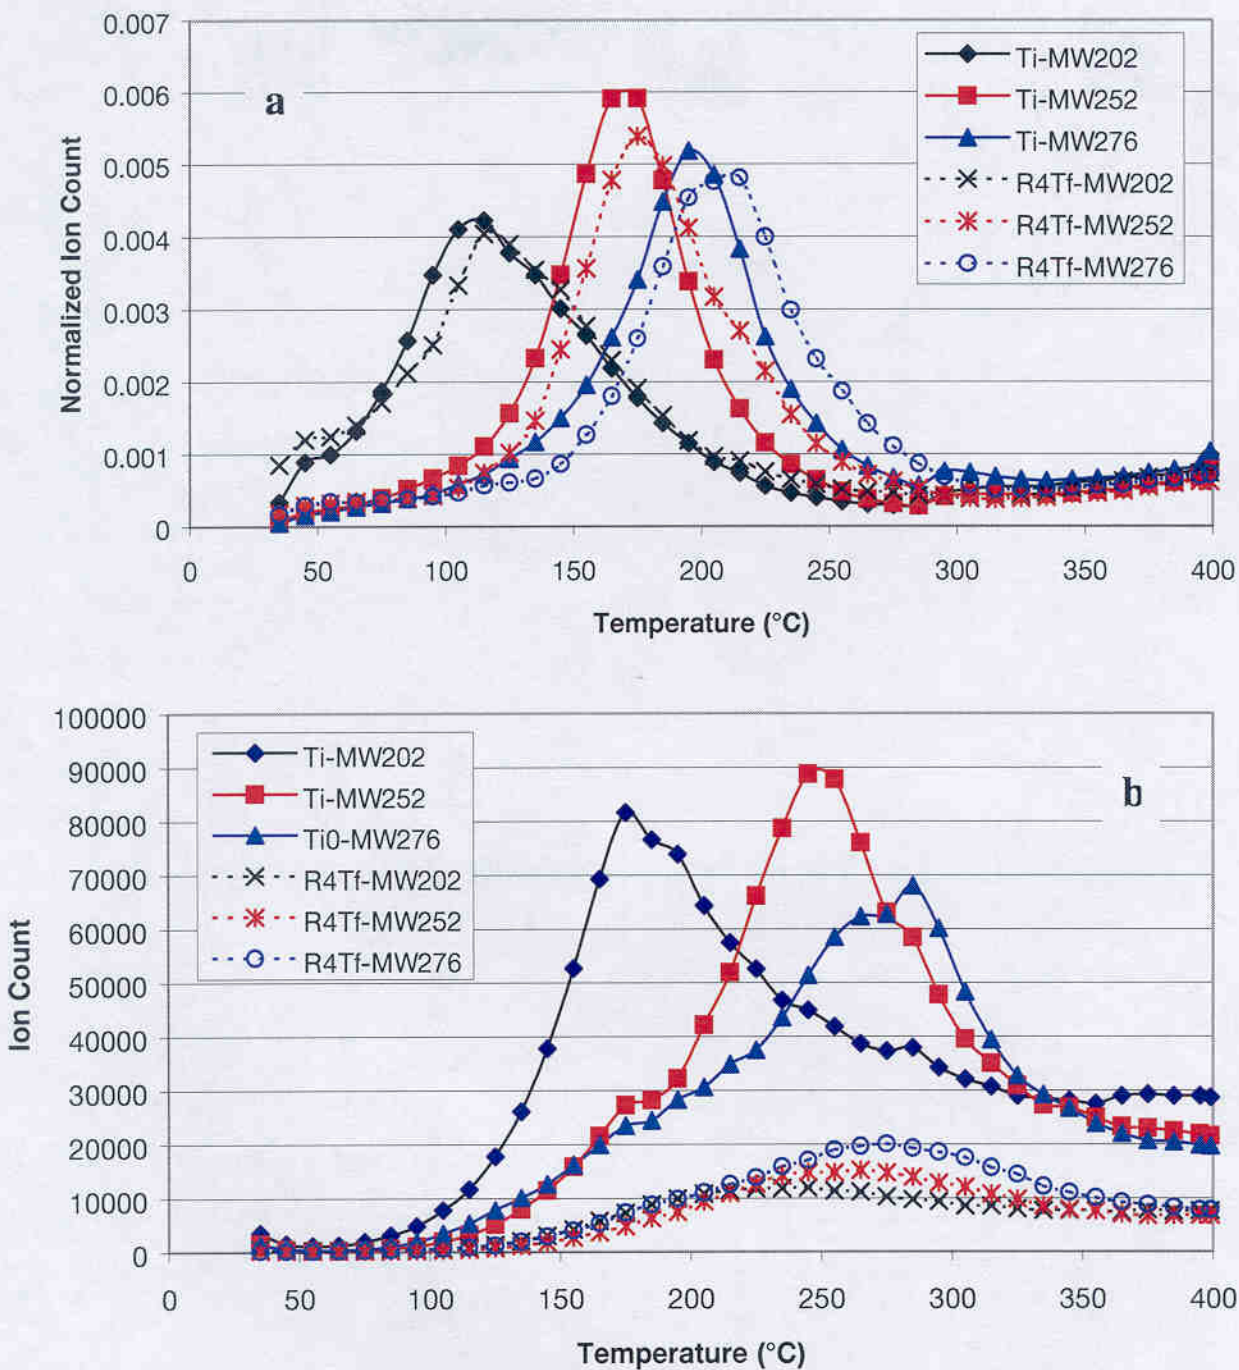 0.007
0.006
0.005
0.004
0.003
0.002
0.001
0
Normalized Ion Count
a
Ti-MW202
Ti-MW252
Ti-MW276
R4Tf-MW202
R4Tf-MW252
R4Tf-MW276
0 50 100 150 200 250 300 350 400
Temperature (°C)
100000
90000
80000
70000
60000
50000
40000
30000
20000
10000
0
Ion Count
Ti-MW202
Ti-MW252
Ti0-MW276
R4Tf-MW202
R4Tf-MW252
R4Tf-MW276
b
0 50 100 150 200 250 300 350 400
Temperature (°C)